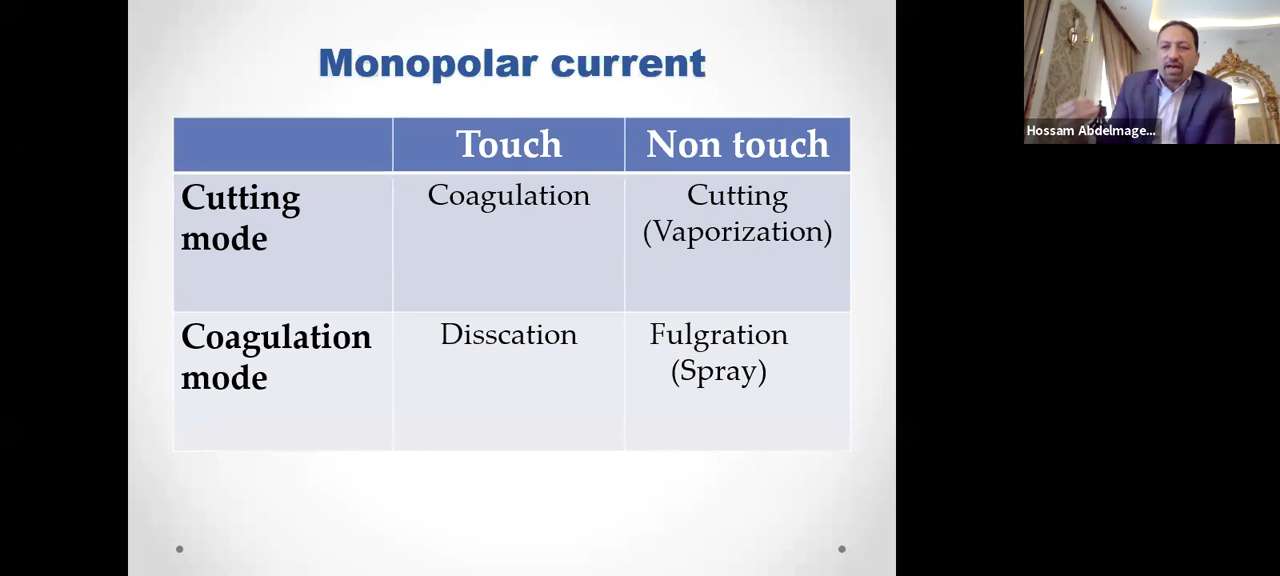 Monopolar current
Touch
Non touch
Cutting
mode
Coagulation
Cutting
(Vaporization)
Coagulation
mode
Disscation
Fulgration
(Spray)
Hossam Abdelmage...